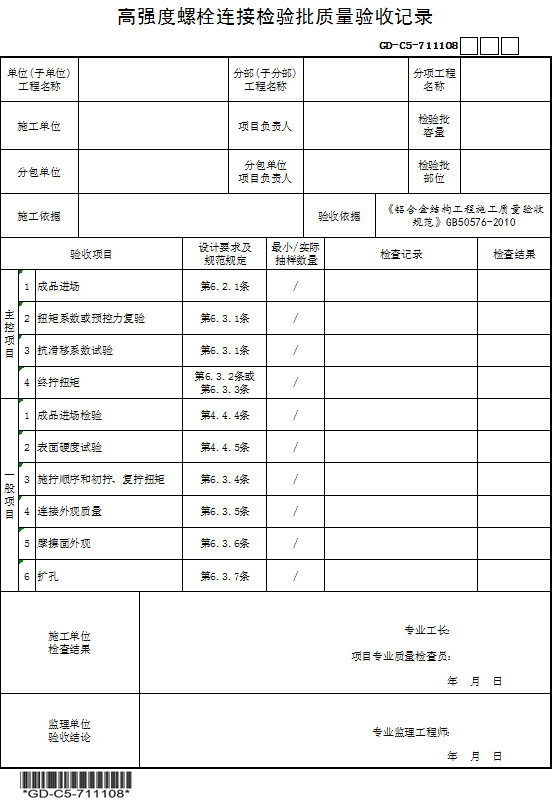 高强度螺栓连接检验批质量验收记录
GD-C5-711108
单位(子单位)
工程名称
分部(子分部)
工程名称
分项工程
名称
施工单位
项目负责人
检验批
容量
分包单位
分包单位
项目负责人
检验批
部位
施工依据
验收依据
《铝合金结构工程施工质量验收
规范》GB50576-2010
验收项目
设计要求及
规范规定
最小/实际
抽样数量
检查记录
检查结果
主控项目
1 成品进场 第6.2.1条 /
2 扭矩系数或预控力复验 第6.3.1条 /
3 抗滑移系数试验 第6.3.1条 /
4 终拧扭矩 第6.3.2条或
第6.3.3条 /
一般项目
1 成品进场检验 第4.4.4条 /
2 表面硬度试验 第4.4.5条 /
3 施拧顺序和初拧、复拧扭矩 第6.3.4条 /
4 连接外观质量 第6.3.5条 /
5 摩擦面外观 第6.3.6条 /
6 扩孔 第6.3.7条 /
施工单位
检查结果
专业工长:
项目专业质量检查员:
年 月 日
监理单位
验收结论
专业监理工程师:
年 月 日
*GD-C5-711108*